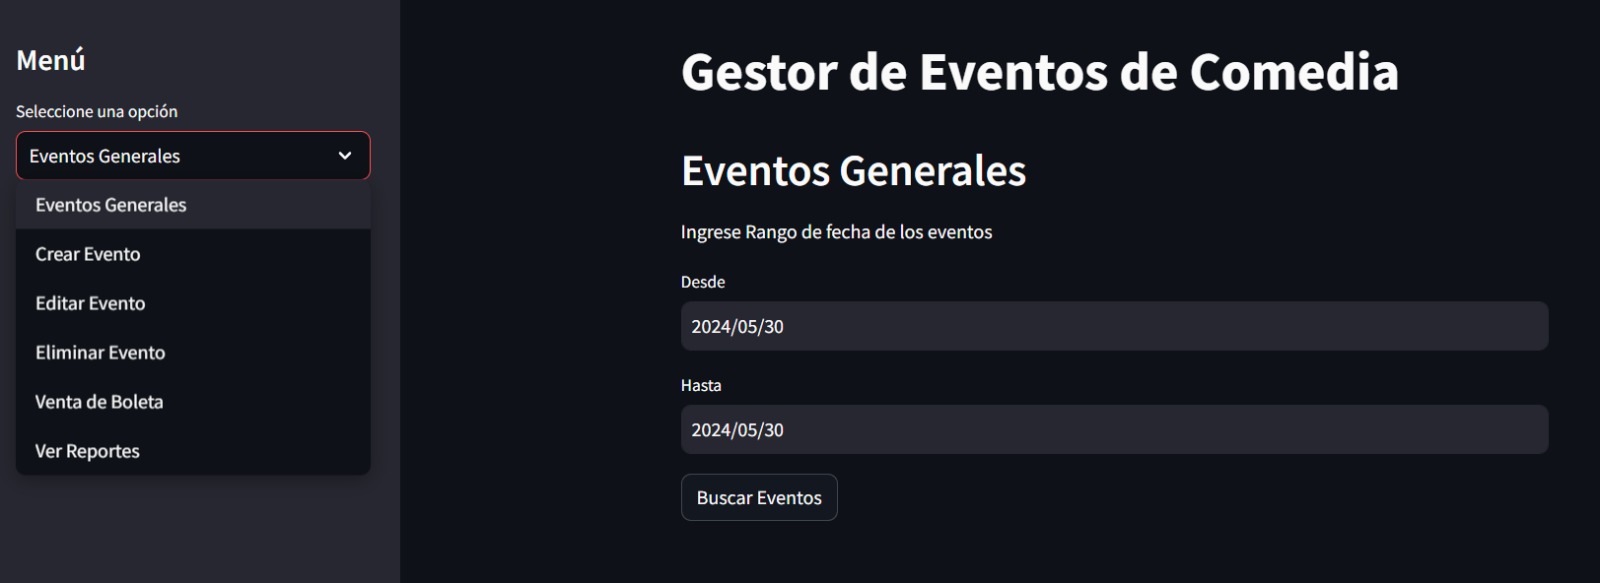 Menú
Seleccione una opción
Eventos Generales
Eventos Generales
Crear Evento
Editar Evento
Eliminar Evento
Venta de Boleta
Ver Reportes
Gestor de Eventos de Comedia
Eventos Generales
Ingrese Rango de fecha de los eventos
Desde
2024/05/30
Hasta
2024/05/30
Buscar Eventos